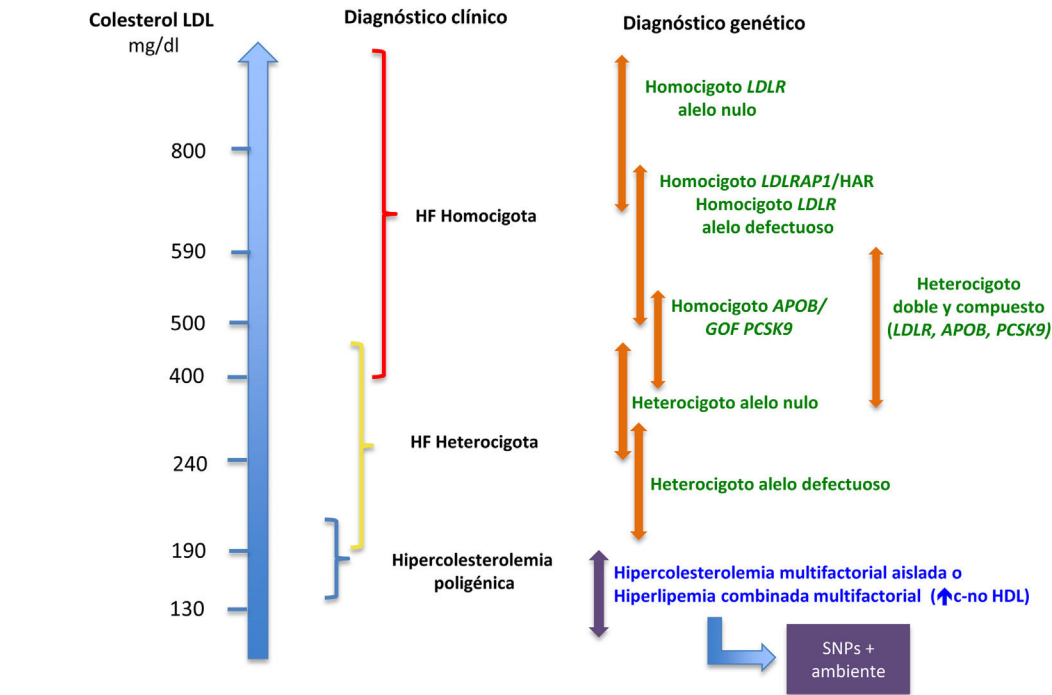 Colesterol LDL
mg/dl
Diagnóstico clínico
Diagnóstico genético
800
590
500
400
240
190
130
HF Homocigota
HF Heterocigota
Hipercolesterolemia
poligénica
Homocigoto LDLR
alelo nulo
Homocigoto LDLRAP1/HAR
Homocigoto LDLR
alelo defectuoso
Homocigoto APOB/
GOF PCSK9
Heterocigoto
doble y compuesto
(LDLR, APOB, PCSK9)
Heterocigoto alelo nulo
Heterocigoto alelo defectuoso
Hipercolesterolemia multifactorial aislada o
Hiperlipemia combinada multifactorial (↑c-no HDL)
SNPs +
ambiente